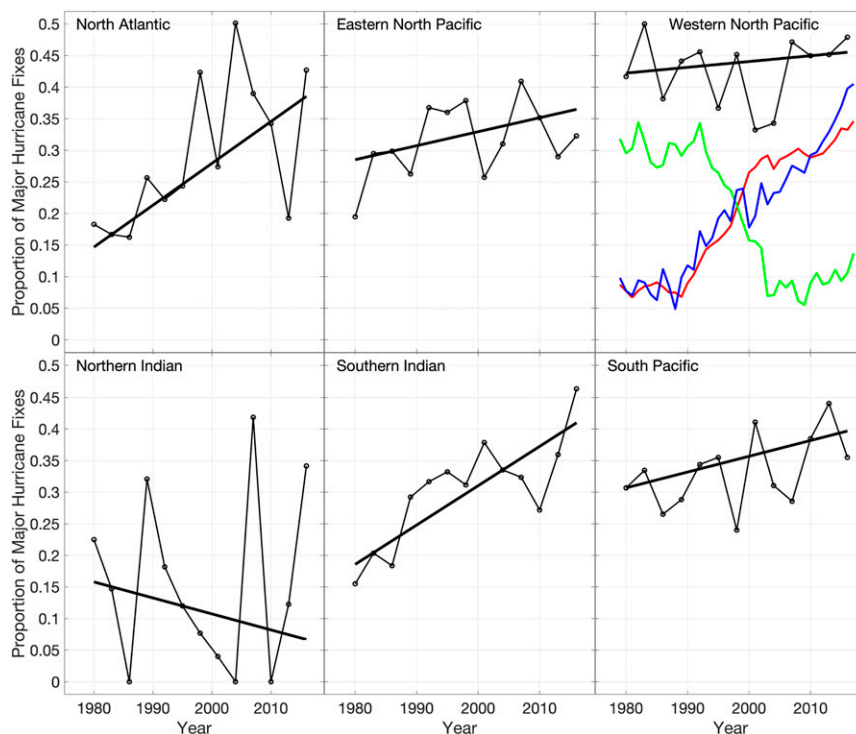 North Atlantic
Eastern North Pacific
Western North Pacific
Proportion of Major Hurricane Fixes
0.5
0.45
0.4
0.35
0.3
0.25
0.2
0.15
0.1
0.05
0
Northern Indian
Southern Indian
South Pacific
Proportion of Major Hurricane Fixes
0.5
0.45
0.4
0.35
0.3
0.25
0.2
0.15
0.1
0.05
0
1980 1990 2000 2010
1980 1990 2000 2010
1980 1990 2000 2010
Year
Year
Year